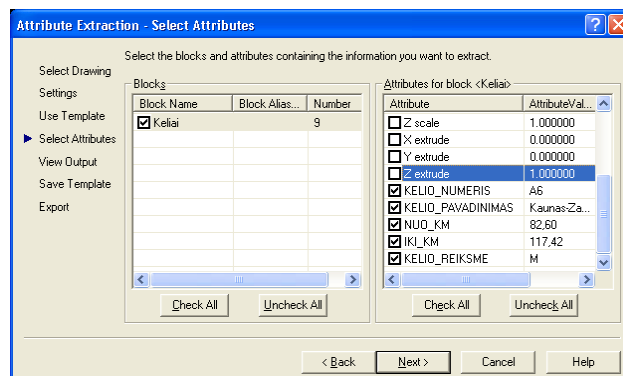 Attribute Extraction - Select Attributes
Select the blocks and attributes containing the information you want to extract.
Select Drawing
Settings
Use Template
Select Attributes
View Output
Save Template
Export
Blocks
Block Name Block Alias... Number
Keliai 9
Check All Uncheck All
Attributes for block <Keliai>
Attribute AttributeVal...
Z scale 1.000000
X extrude 0.000000
Y extrude 0.000000
Z extrude 1.000000
KELIO_NUMERIS A6
KELIO_PAVADINIMAS Kaunas-Za...
NUO_KM 82,60
IKI_KM 117,42
KELIO_REIKSME M
Check All Uncheck All
< Back Next > Cancel Help